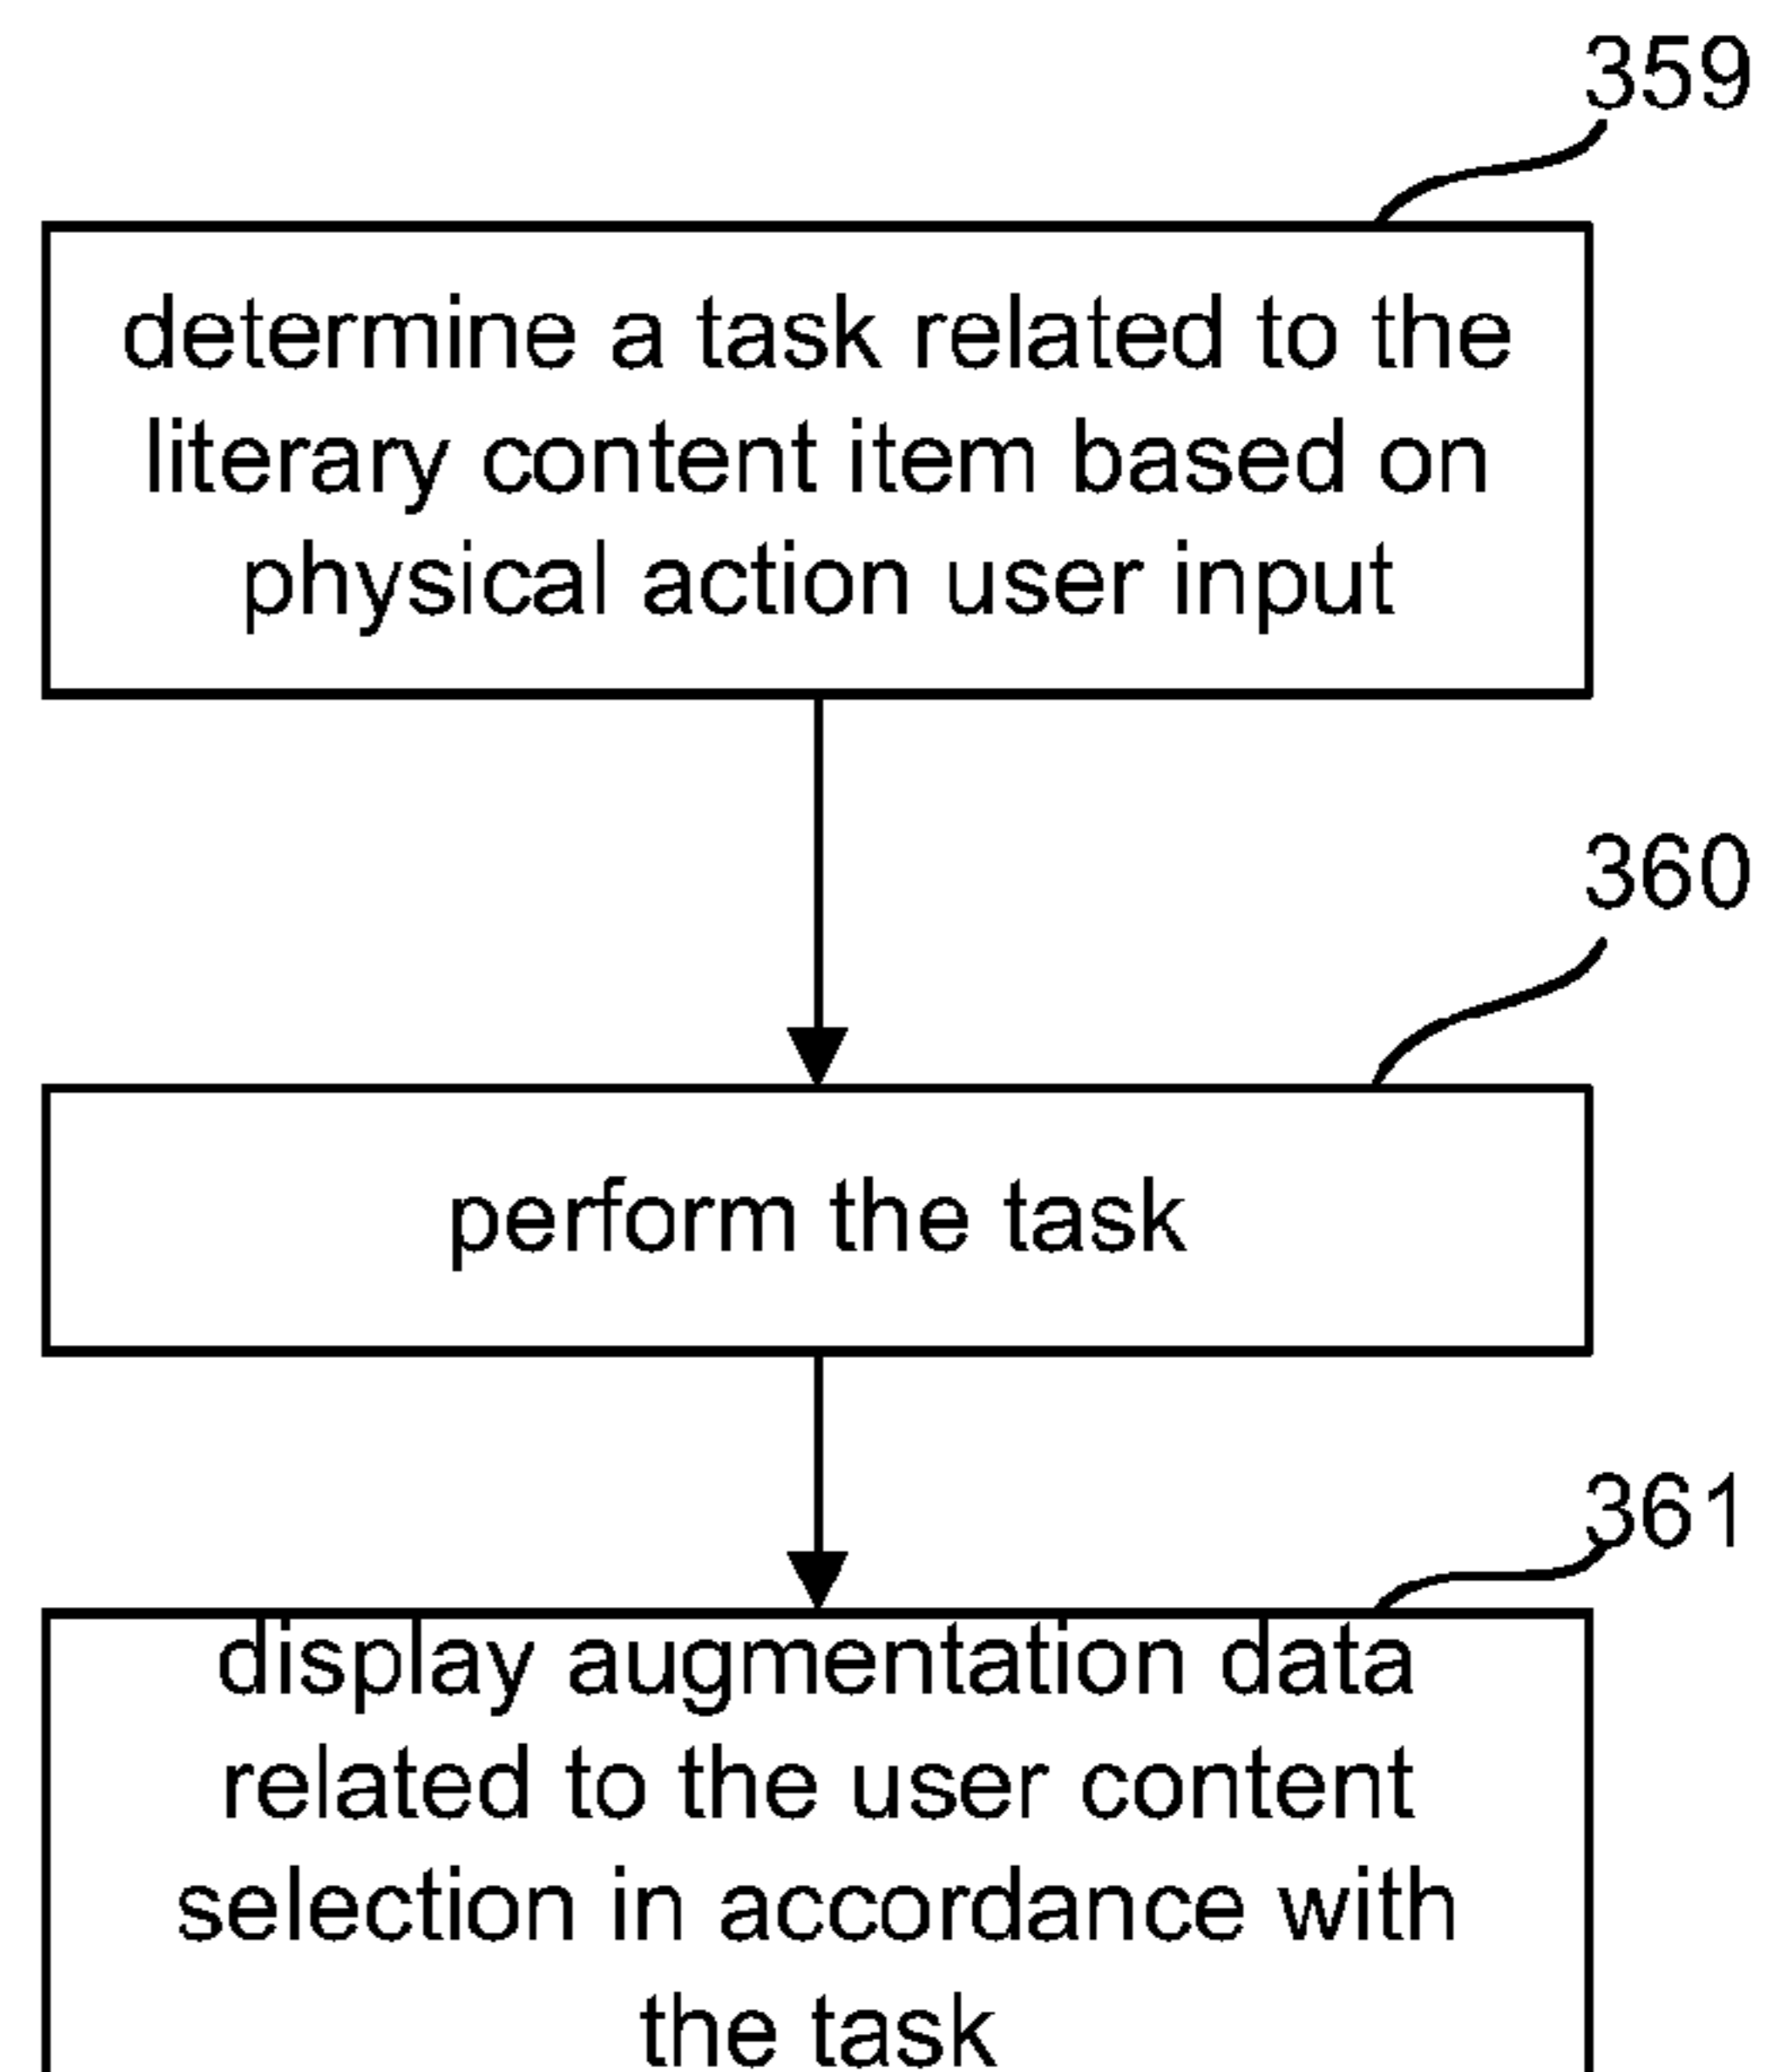 359
determine a task related to the
literary content item based on
physical action user input
360
perform the task
361
display augmentation data
related to the user content
selection in accordance with
the task